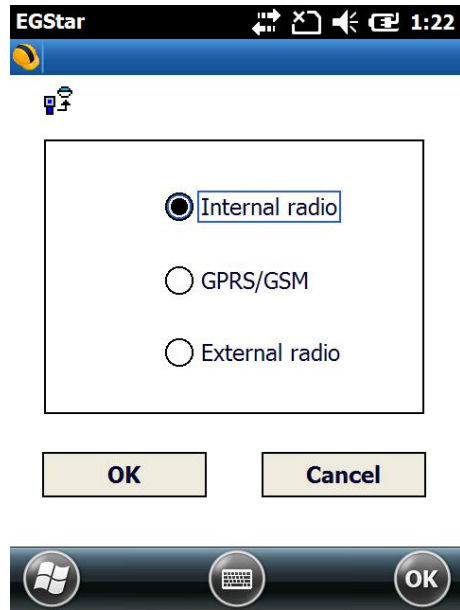 EGStar 1:22
Internal radio
GPRS/GSM
External radio
OK Cancel
OK